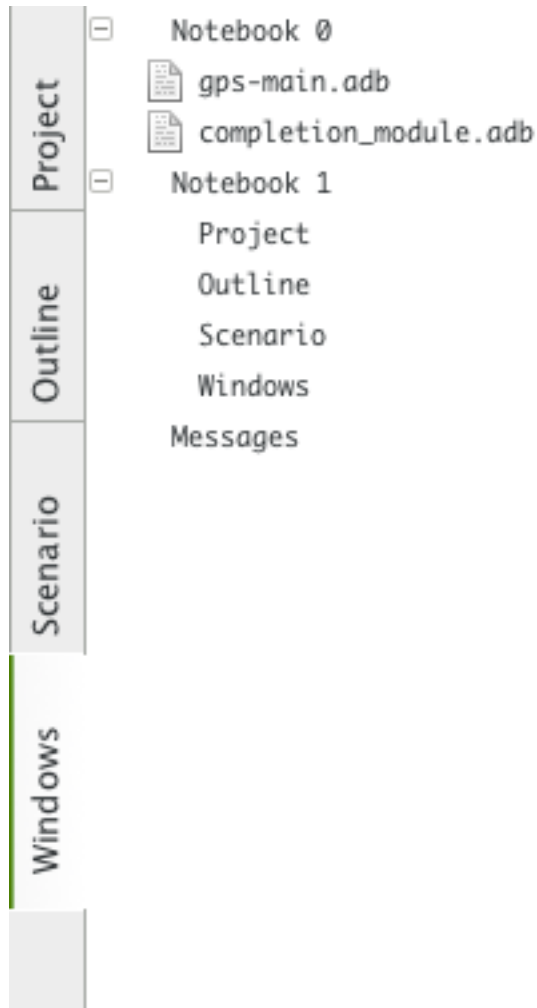 Project
Outline
Scenario
Windows
Notebook 0
gps-main.adb
completion_module.adb
Notebook 1
Project
Outline
Scenario
Windows
Messages